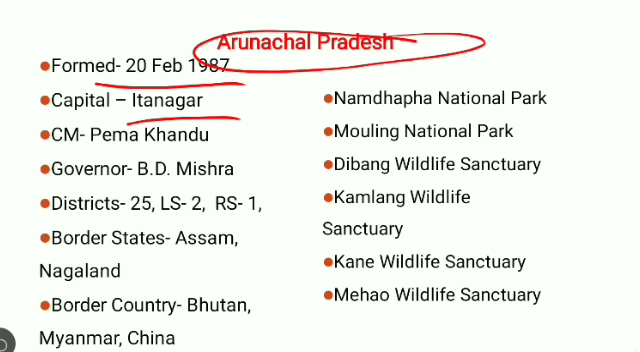 Arunachal Pradesh
•Formed- 20 Feb 1987
•Capital – Itanagar
•CM- Pema Khandu
•Governor- B.D. Mishra
•Districts- 25, LS- 2, RS- 1,
•Border States- Assam,
Nagaland
•Border Country- Bhutan,
Myanmar, China
•Namdhapha National Park
•Mouling National Park
•Dibang Wildlife Sanctuary
•Kamlang Wildlife
Sanctuary
•Kane Wildlife Sanctuary
•Mehao Wildlife Sanctuary